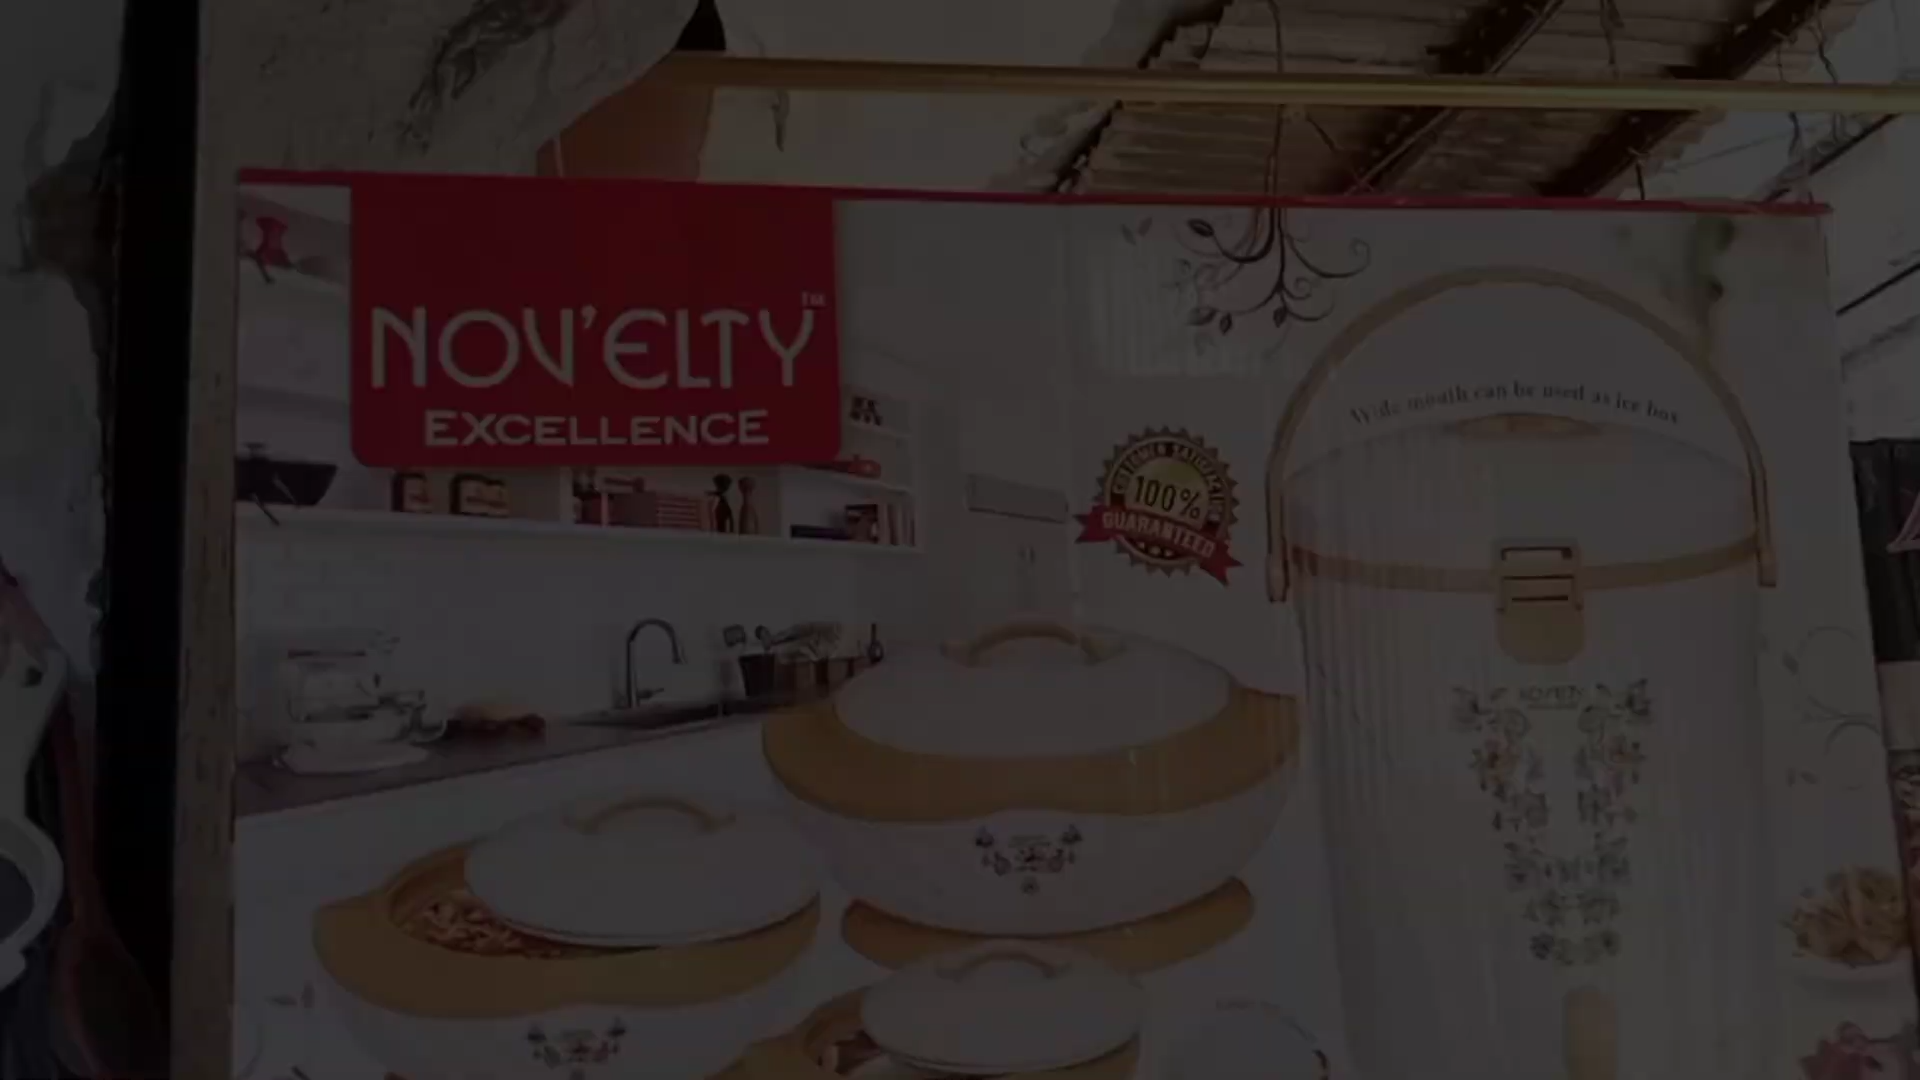 NOV'ELTY™
EXCELLENCE
Wide mouth can be used as ice box
CUSTOMER SATISFACTION
100%
GUARANTEED